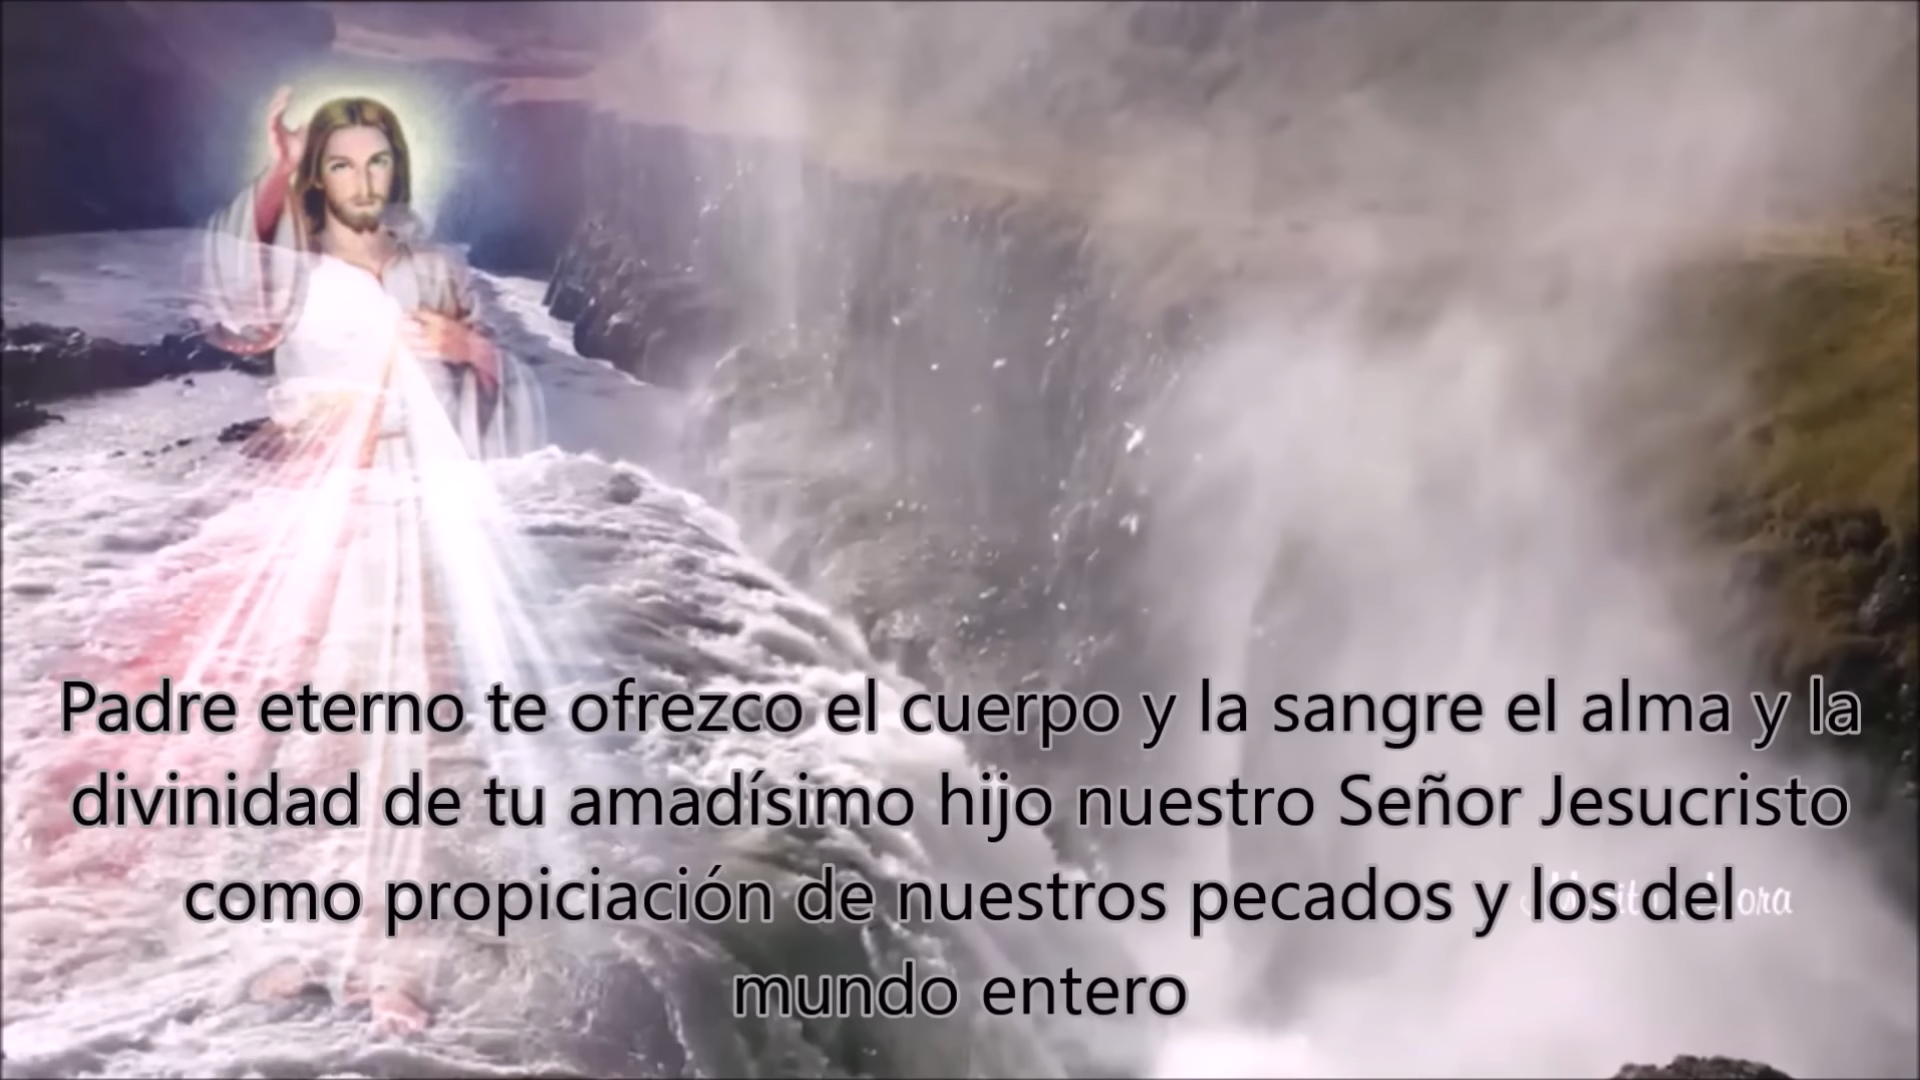 Padre eterno te ofrezco el cuerpo y la sangre el alma y la
divinidad de tu amadísimo hijo nuestro Señor Jesucristo
como propiciación de nuestros pecados y los del
mundo entero